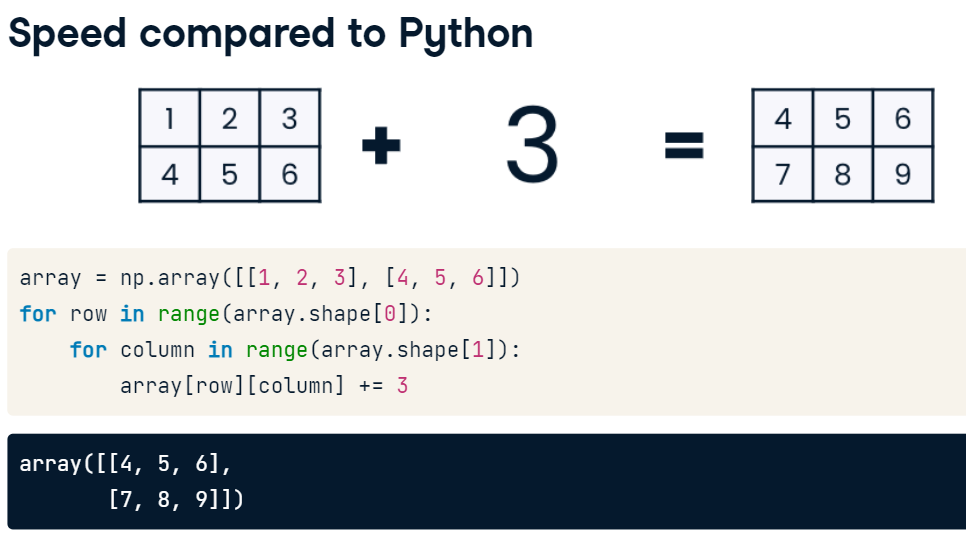 Speed compared to Python
1 2 3
4 5 6
+ 3 =
4 5 6
7 8 9
array = np.array([[1, 2, 3], [4, 5, 6]])
for row in range(array.shape[0]):
    for column in range(array.shape[1]):
        array[row][column] += 3
array([[4, 5, 6],
       [7, 8, 9]])